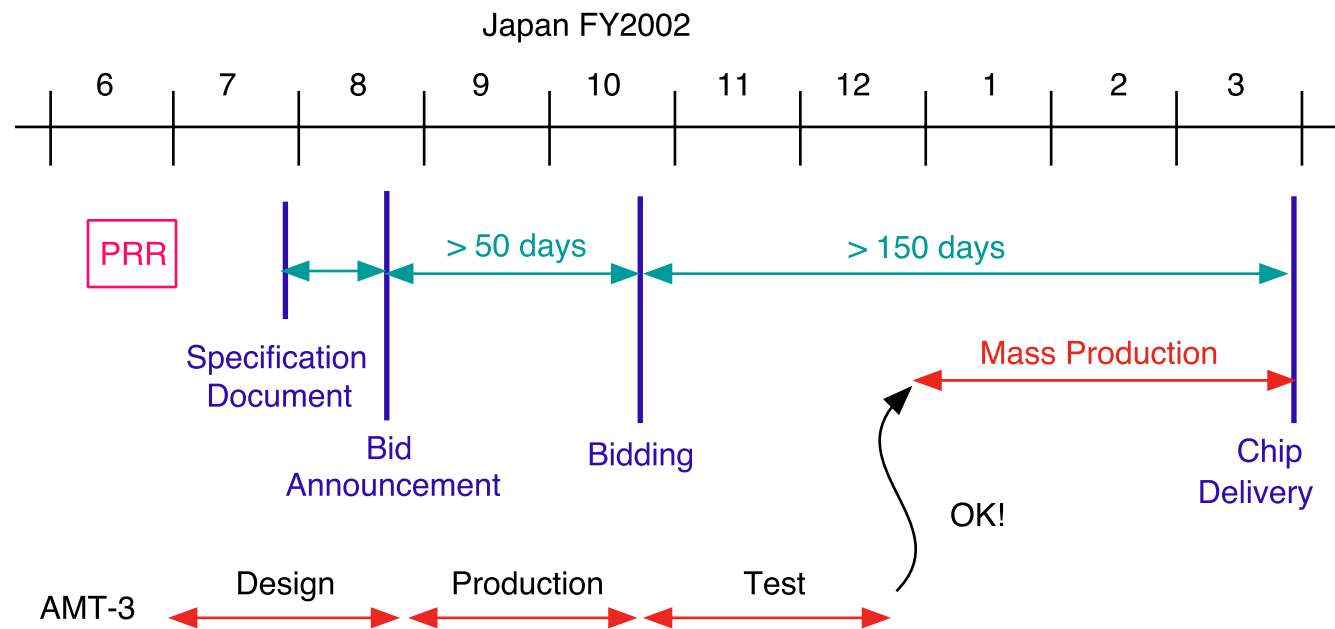 Japan FY2002
6 7 8 9 10 11 12 1 2 3
PRR
> 50 days
> 150 days
Specification
Document
Mass Production
Bid
Announcement
Bidding
Chip
Delivery
OK!
AMT-3
Design
Production
Test